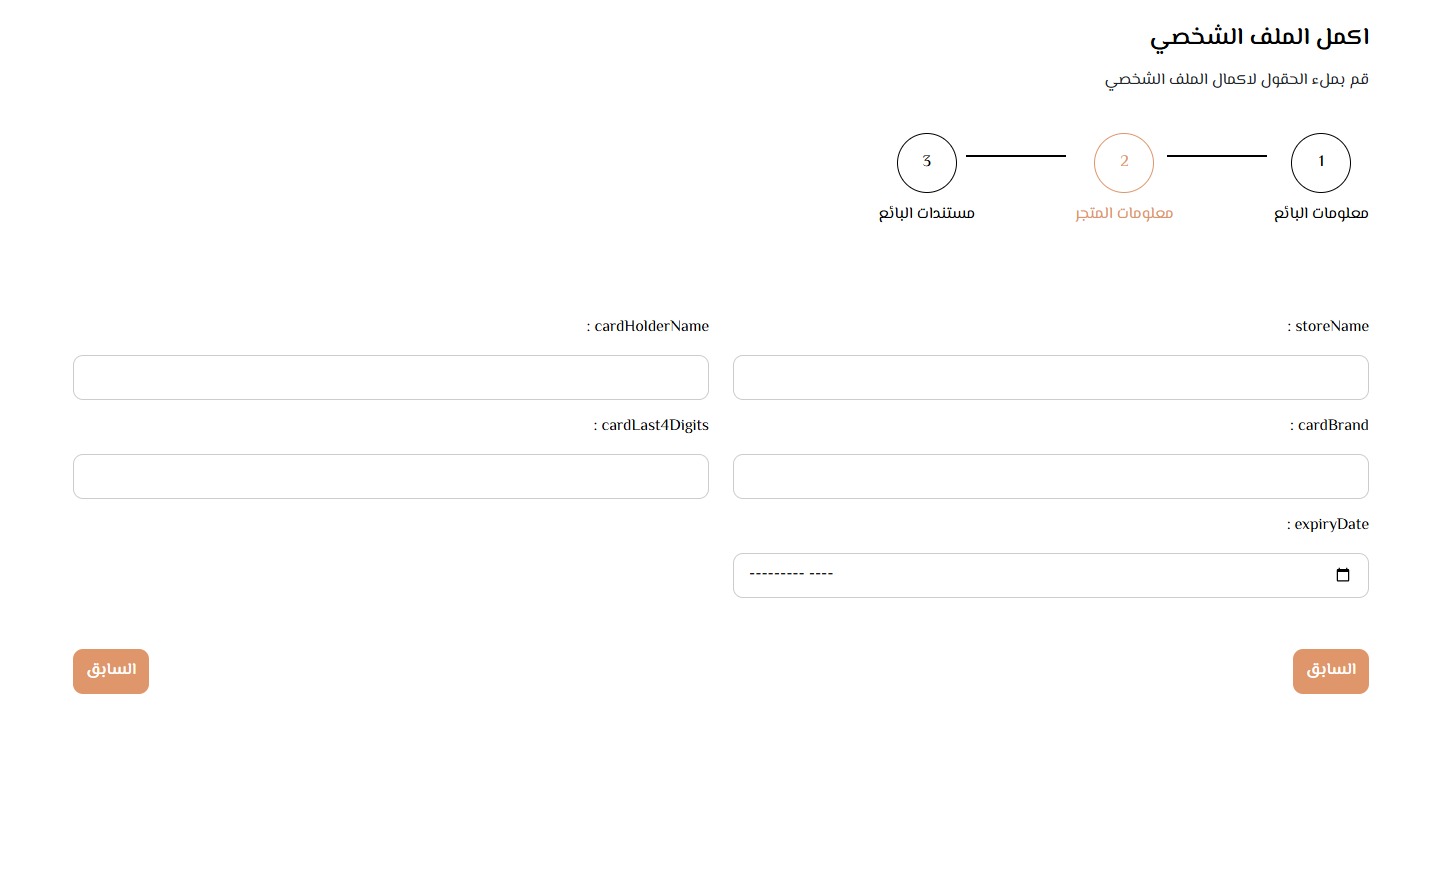 اكمل الملف الشخصي
قم بملء الحقول لاكمال الملف الشخصي
1
2
3
معلومات البائع
معلومات المتجر
مستندات البائع
storeName :
cardHolderName :
cardBrand :
cardLast4Digits :
expiryDate :
--------- ----
السابق
السابق